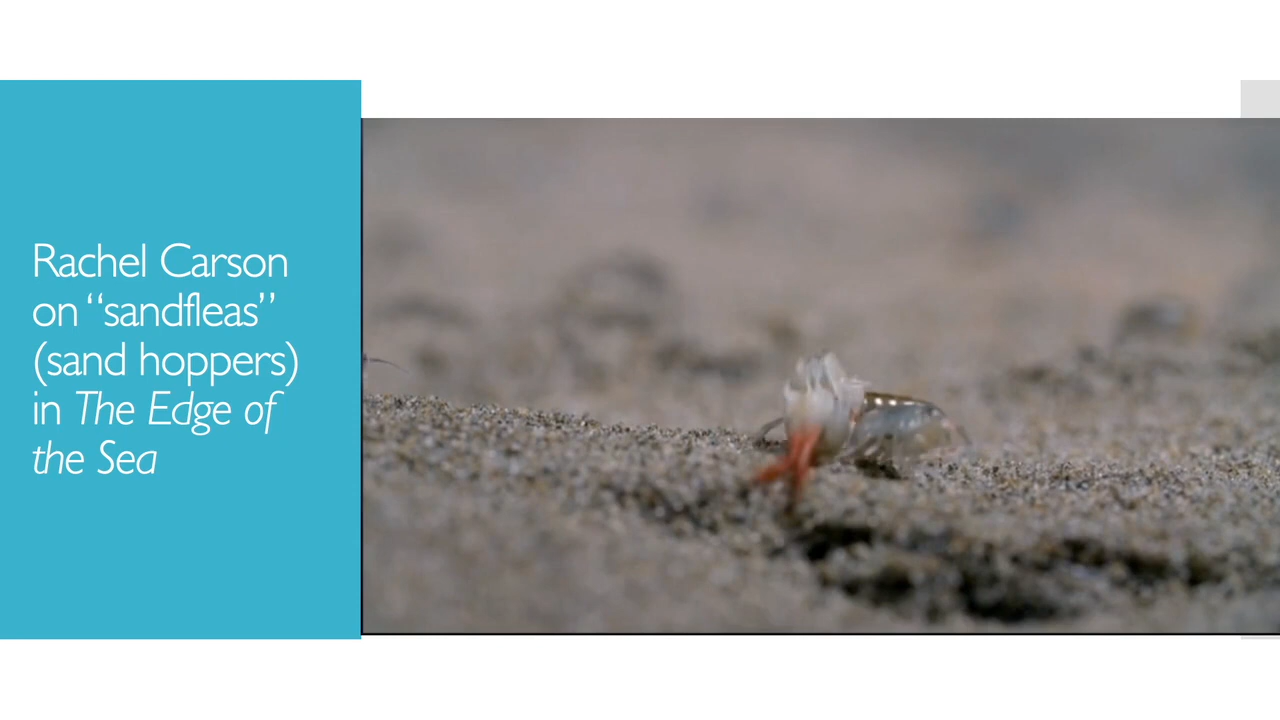 Rachel Carson
on “sandfleas”
(sand hoppers)
in The Edge of
the Sea